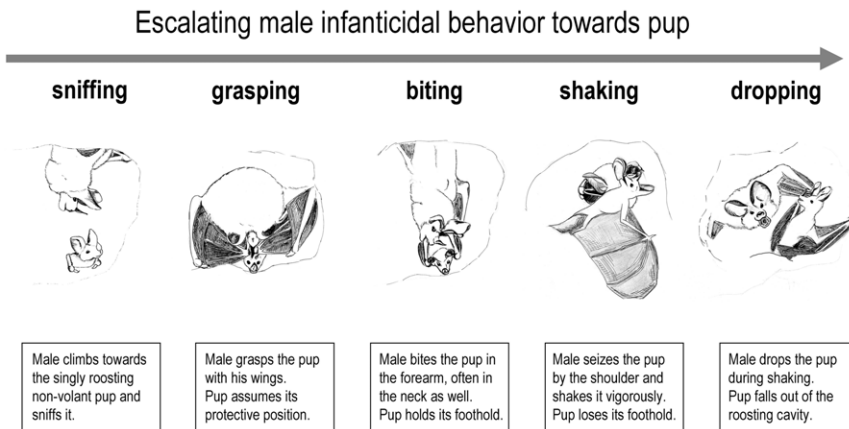 Escalating male infanticidal behavior towards pup
sniffing
grasping
biting
shaking
dropping
Male climbs towards
the singly roosting
non-volant pup and
sniffs it.
Male grasps the pup
with his wings.
Pup assumes its
protective position.
Male bites the pup in
the forearm, often in
the neck as well.
Pup holds its foothold.
Male seizes the pup
by the shoulder and
shakes it vigorously.
Pup loses its foothold.
Male drops the pup
during shaking.
Pup falls out of the
roosting cavity.